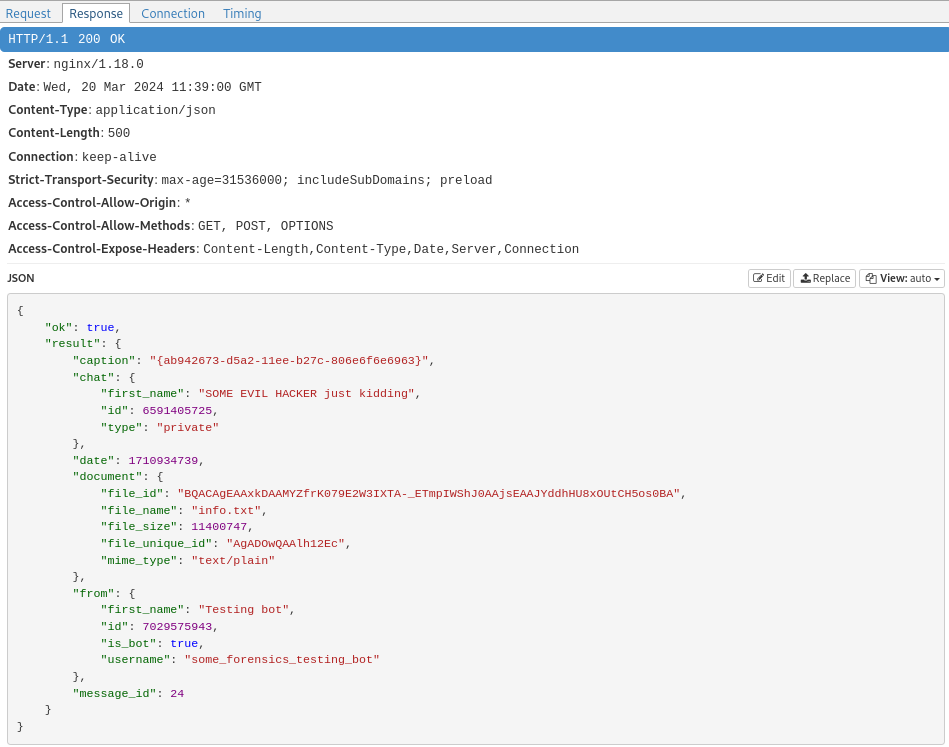 Request Response Connection Timing
HTTP/1.1 200 OK
Server: nginx/1.18.0
Date: Wed, 20 Mar 2024 11:39:00 GMT
Content-Type: application/json
Content-Length: 500
Connection: keep-alive
Strict-Transport-Security: max-age=31536000; includeSubDomains; preload
Access-Control-Allow-Origin: *
Access-Control-Allow-Methods: GET, POST, OPTIONS
Access-Control-Expose-Headers: Content-Length,Content-Type,Date,Server,Connection
JSON Edit Replace View: auto
{
    "ok": true,
    "result": {
        "caption": "{ab942673-d5a2-11ee-b27c-806e6f6e6963}",
        "chat": {
            "first_name": "SOME EVIL HACKER just kidding",
            "id": 6591405725,
            "type": "private"
        },
        "date": 1710934739,
        "document": {
            "file_id": "BQACAgEAAxkDAAMYZfrK079E2W3IXTA-_ETmpIWShJ0AAjsEAAJYddhHU8xOUtCH5os0BA",
            "file_name": "info.txt",
            "file_size": 11400747,
            "file_unique_id": "AgADOwQAAlh12Ec",
            "mime_type": "text/plain"
        },
        "from": {
            "first_name": "Testing bot",
            "id": 7029575943,
            "is_bot": true,
            "username": "some_forensics_testing_bot"
        },
        "message_id": 24
    }
}